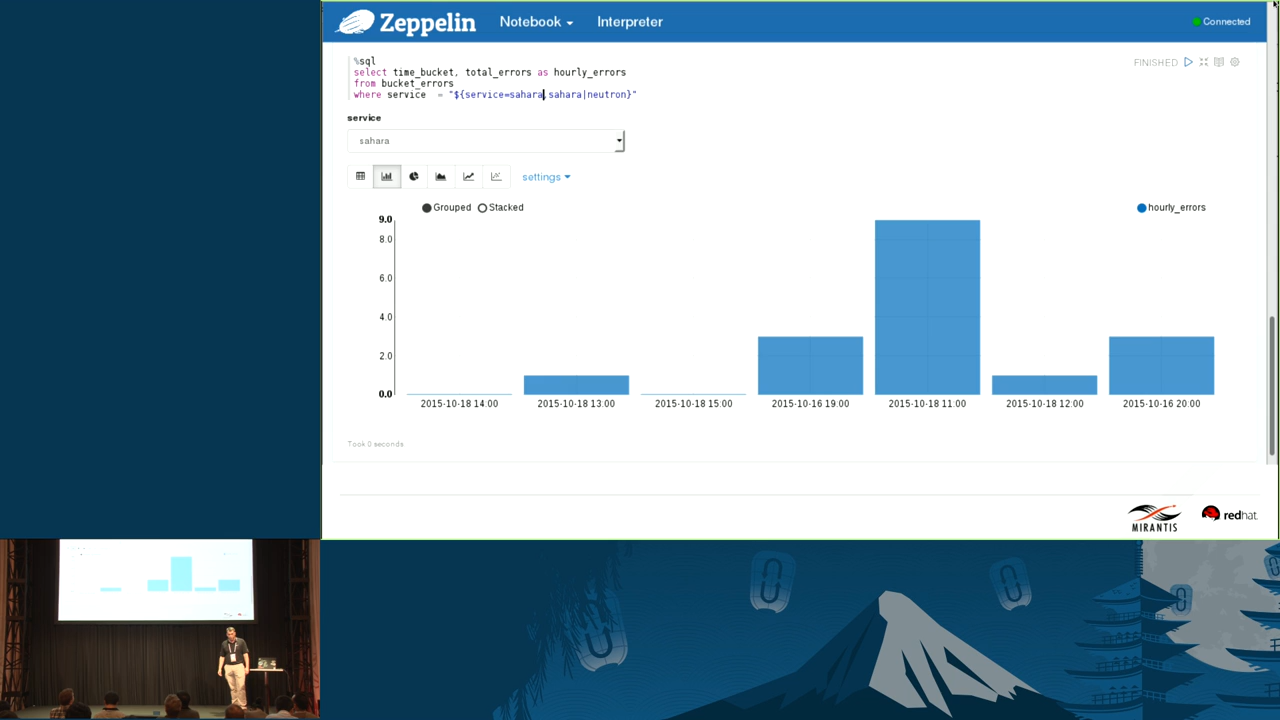 Zeppelin Notebook Interpreter Connected
%sql
select time_bucket, total_errors as hourly_errors
from bucket_errors
where service = "${service=sahara,sahara|neutron}"
FINISHED
service
sahara
settings
Grouped Stacked hourly_errors
9.0
8.0
6.0
4.0
2.0
0.0
2015-10-18 14:00 2015-10-18 13:00 2015-10-18 15:00 2015-10-16 19:00 2015-10-18 11:00 2015-10-18 12:00 2015-10-16 20:00
Took 0 seconds
MIRANTIS redhat.